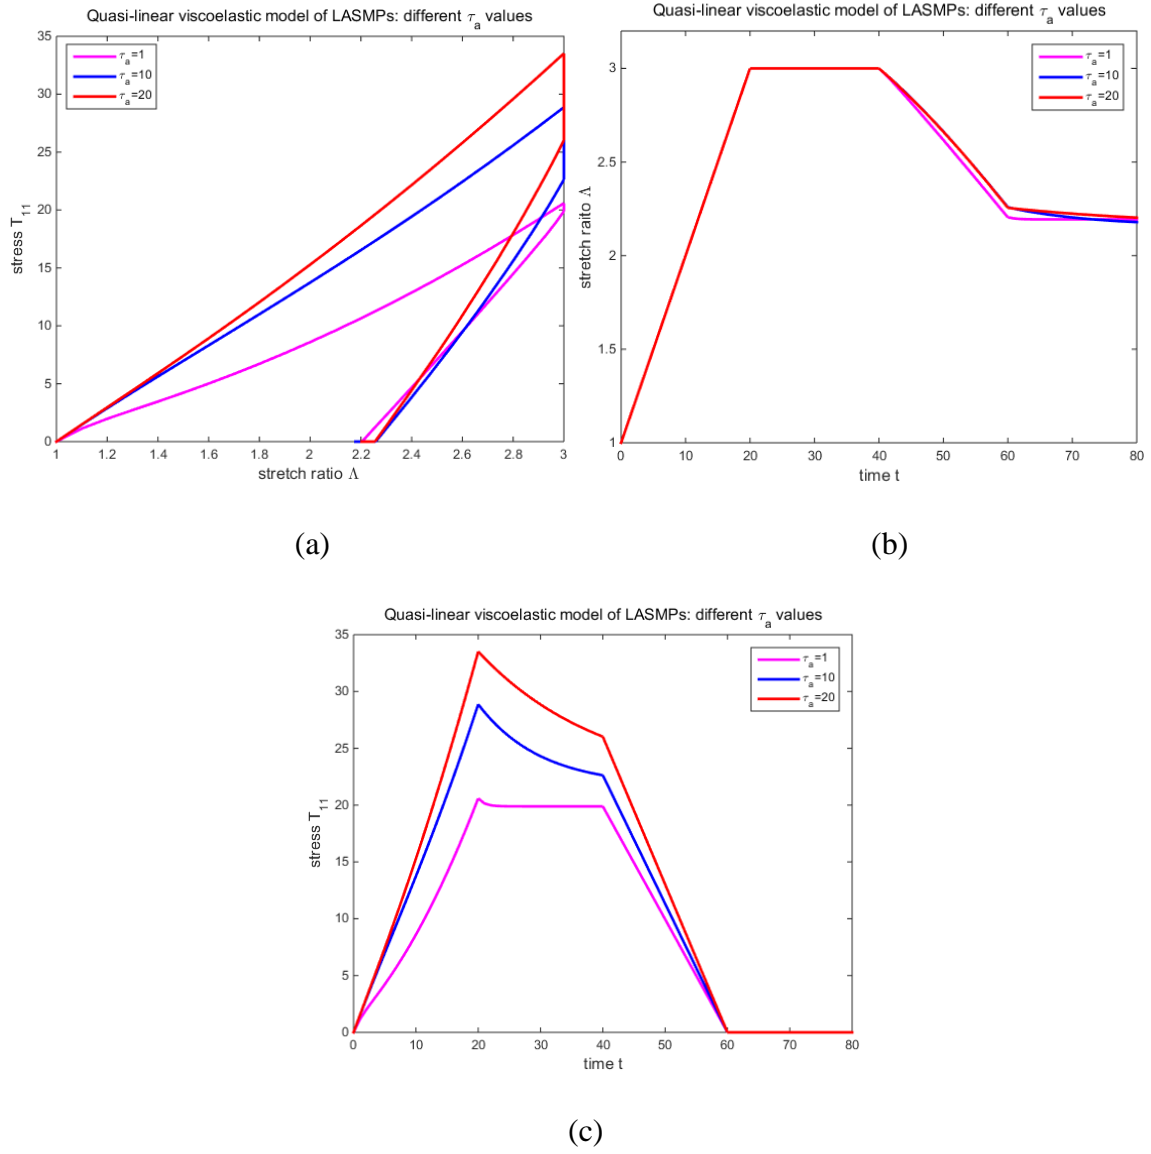 Quasi-linear viscoelastic model of LASMPs: different τa values
35
30
25
20
15
10
5
0
stress T11
τa=1
τa=10
τa=20
1 1.2 1.4 1.6 1.8 2 2.2 2.4 2.6 2.8 3
stretch ratio Λ
(a)
Quasi-linear viscoelastic model of LASMPs: different τa values
3
2.5
2
1.5
1
stretch raito Λ
τa=1
τa=10
τa=20
0 10 20 30 40 50 60 70 80
time t
(b)
Quasi-linear viscoelastic model of LASMPs: different τa values
35
30
25
20
15
10
5
0
stress T11
τa=1
τa=10
τa=20
0 10 20 30 40 50 60 70 80
time t
(c)